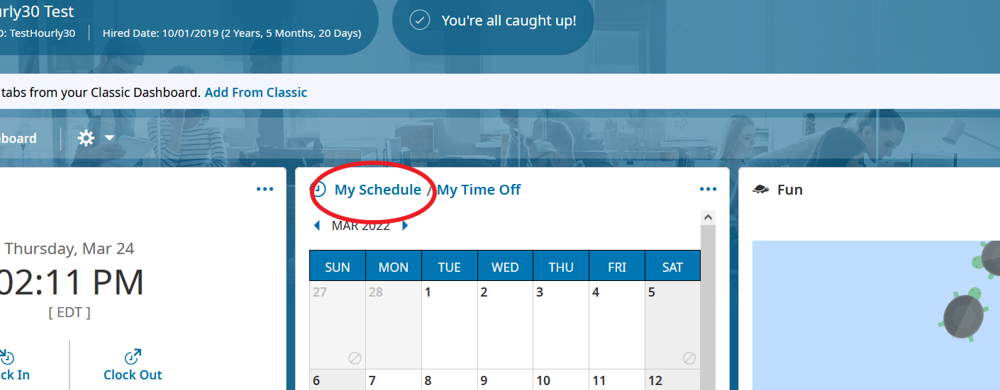 rly30 Test
D: TestHourly30
Hired Date: 10/01/2019 (2 Years, 5 Months, 20 Days)
You're all caught up!
tabs from your Classic Dashboard. Add From Classic
board
Thursday, Mar 24
02:11 PM
[ EDT ]
ck In
Clock Out
My Schedule / My Time Off
MAR 2022
SUN MON TUE WED THU FRI SAT
27 28 1 2 3 4 5
6 7 8 9 10 11 12
Fun